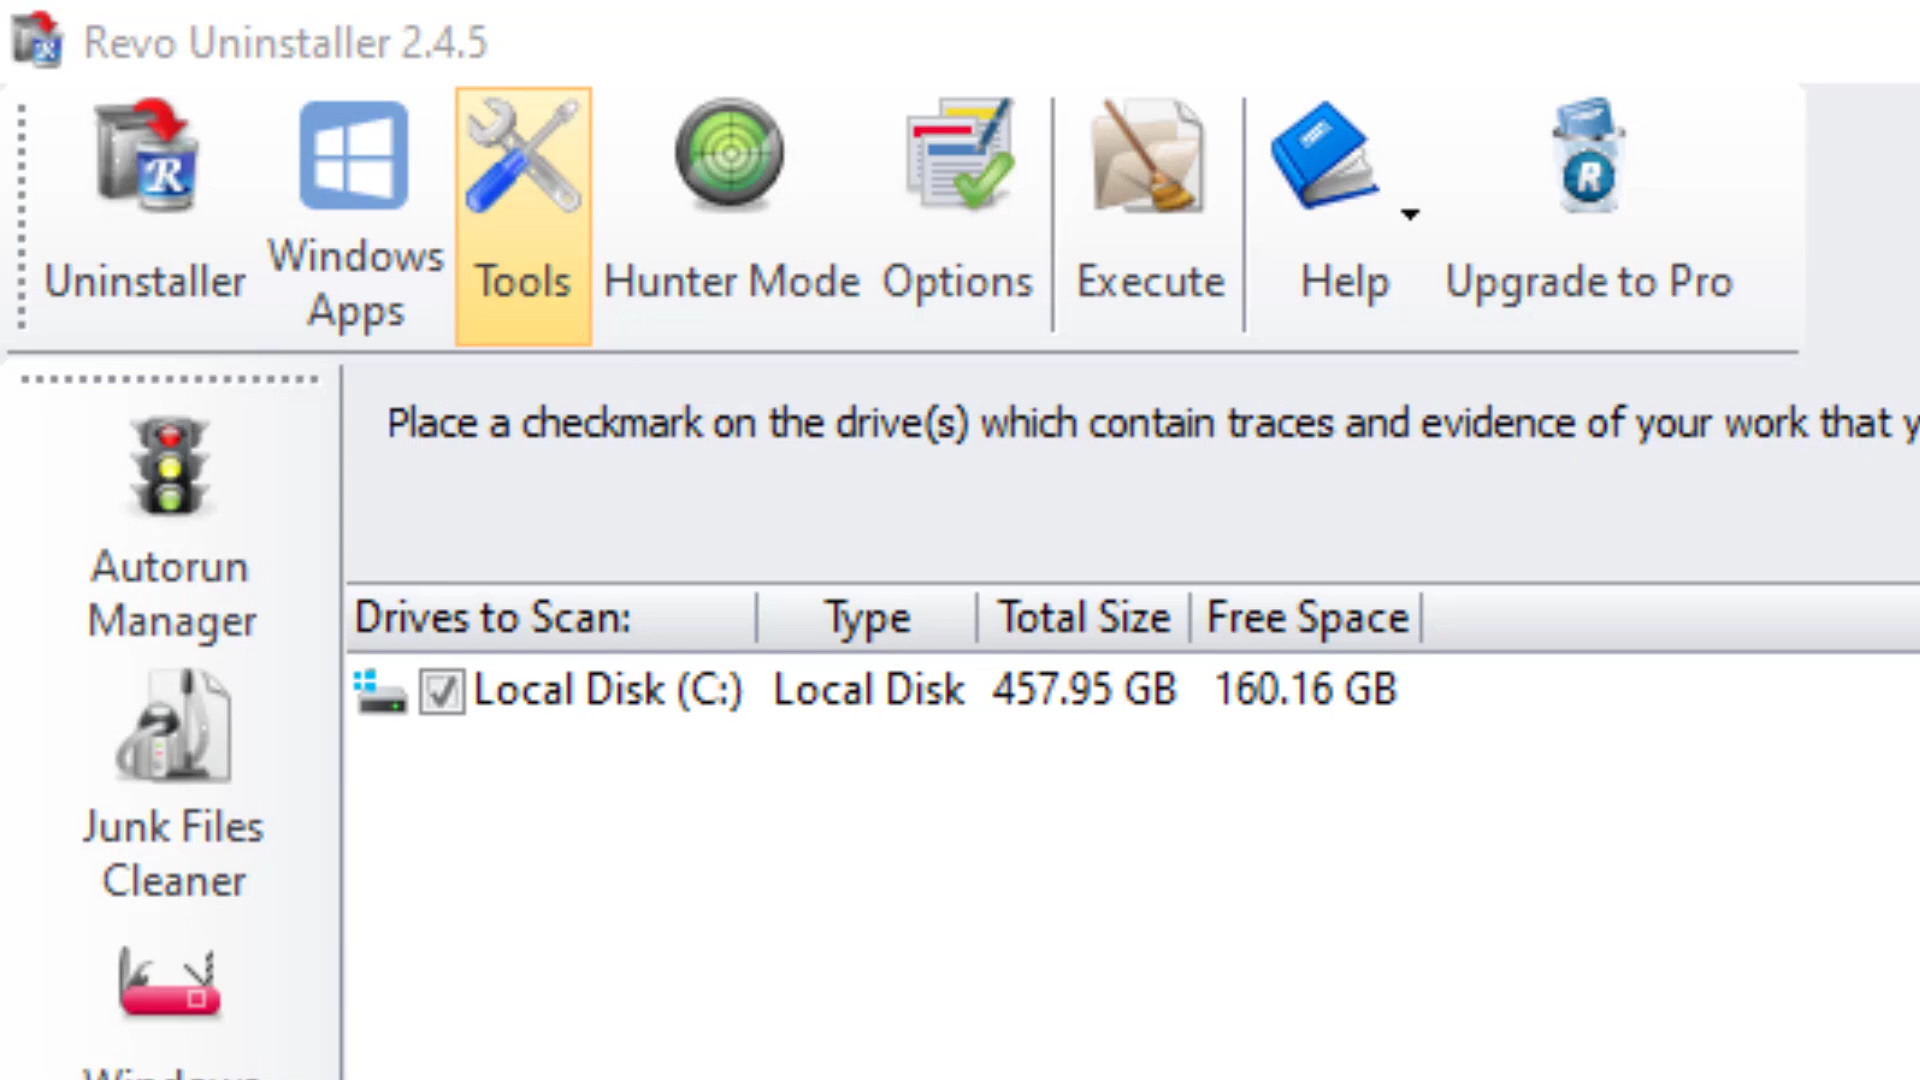 Revo Uninstaller 2.4.5
Uninstaller
Windows
Apps
Tools
Hunter Mode
Options
Execute
Help
Upgrade to Pro
Place a checkmark on the drive(s) which contain traces and evidence of your work that
Autorun
Manager
Junk Files
Cleaner
Windows
Drives to Scan: Type Total Size Free Space
Local Disk (C:) Local Disk 457.95 GB 160.16 GB